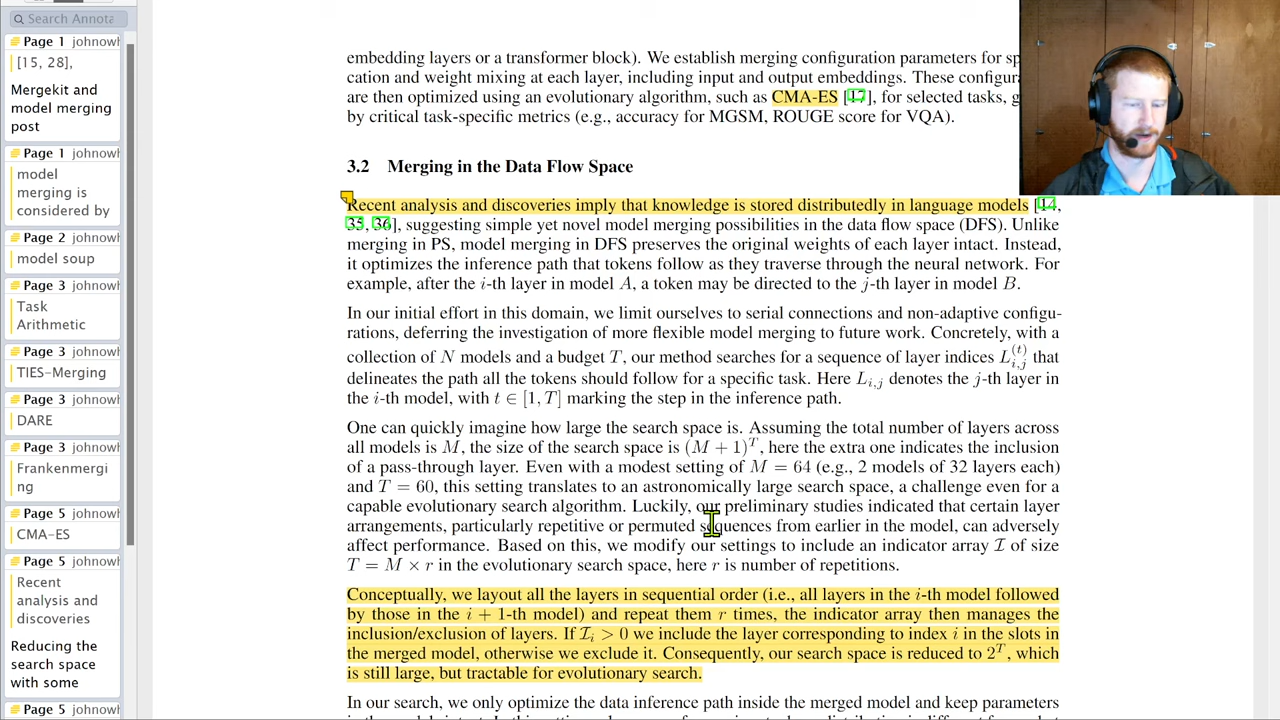 Search Annota
Page 1 johnowh
[15, 28],
Mergekit and
model merging
post
Page 1 johnowh
model
merging is
considered by
Page 2 johnowh
model soup
Page 3 johnowh
Task
Arithmetic
Page 3 johnowh
TIES-Merging
Page 3 johnowh
DARE
Page 3 johnowh
Frankenmergi
ng
Page 5 johnowh
CMA-ES
Page 5 johnowh
Recent
analysis and
discoveries
Reducing the
search space
with some
Page 5 johnowh
embedding layers or a transformer block). We establish merging configuration parameters for sp
cation and weight mixing at each layer, including input and output embeddings. These configura
are then optimized using an evolutionary algorithm, such as CMA-ES [17], for selected tasks, g
by critical task-specific metrics (e.g., accuracy for MGSM, ROUGE score for VQA).
3.2 Merging in the Data Flow Space
Recent analysis and discoveries imply that knowledge is stored distributedly in language models [14,
35, 36], suggesting simple yet novel model merging possibilities in the data flow space (DFS). Unlike
merging in PS, model merging in DFS preserves the original weights of each layer intact. Instead,
it optimizes the inference path that tokens follow as they traverse through the neural network. For
example, after the i-th layer in model A, a token may be directed to the j-th layer in model B.
In our initial effort in this domain, we limit ourselves to serial connections and non-adaptive configu-
rations, deferring the investigation of more flexible model merging to future work. Concretely, with a
collection of N models and a budget T, our method searches for a sequence of layer indices L_{i,j}^{(t)} that
delineates the path all the tokens should follow for a specific task. Here L_{i,j} denotes the j-th layer in
the i-th model, with t ∈ [1, T] marking the step in the inference path.
One can quickly imagine how large the search space is. Assuming the total number of layers across
all models is M, the size of the search space is (M + 1)^T, here the extra one indicates the inclusion
of a pass-through layer. Even with a modest setting of M = 64 (e.g., 2 models of 32 layers each)
and T = 60, this setting translates to an astronomically large search space, a challenge even for a
capable evolutionary search algorithm. Luckily, our preliminary studies indicated that certain layer
arrangements, particularly repetitive or permuted sequences from earlier in the model, can adversely
affect performance. Based on this, we modify our settings to include an indicator array I of size
T = M × r in the evolutionary search space, here r is number of repetitions.
Conceptually, we layout all the layers in sequential order (i.e., all layers in the i-th model followed
by those in the i + 1-th model) and repeat them r times, the indicator array then manages the
inclusion/exclusion of layers. If I_i > 0 we include the layer corresponding to index i in the slots in
the merged model, otherwise we exclude it. Consequently, our search space is reduced to 2^T, which
is still large, but tractable for evolutionary search.
In our search, we only optimize the data inference path inside the merged model and keep parameters